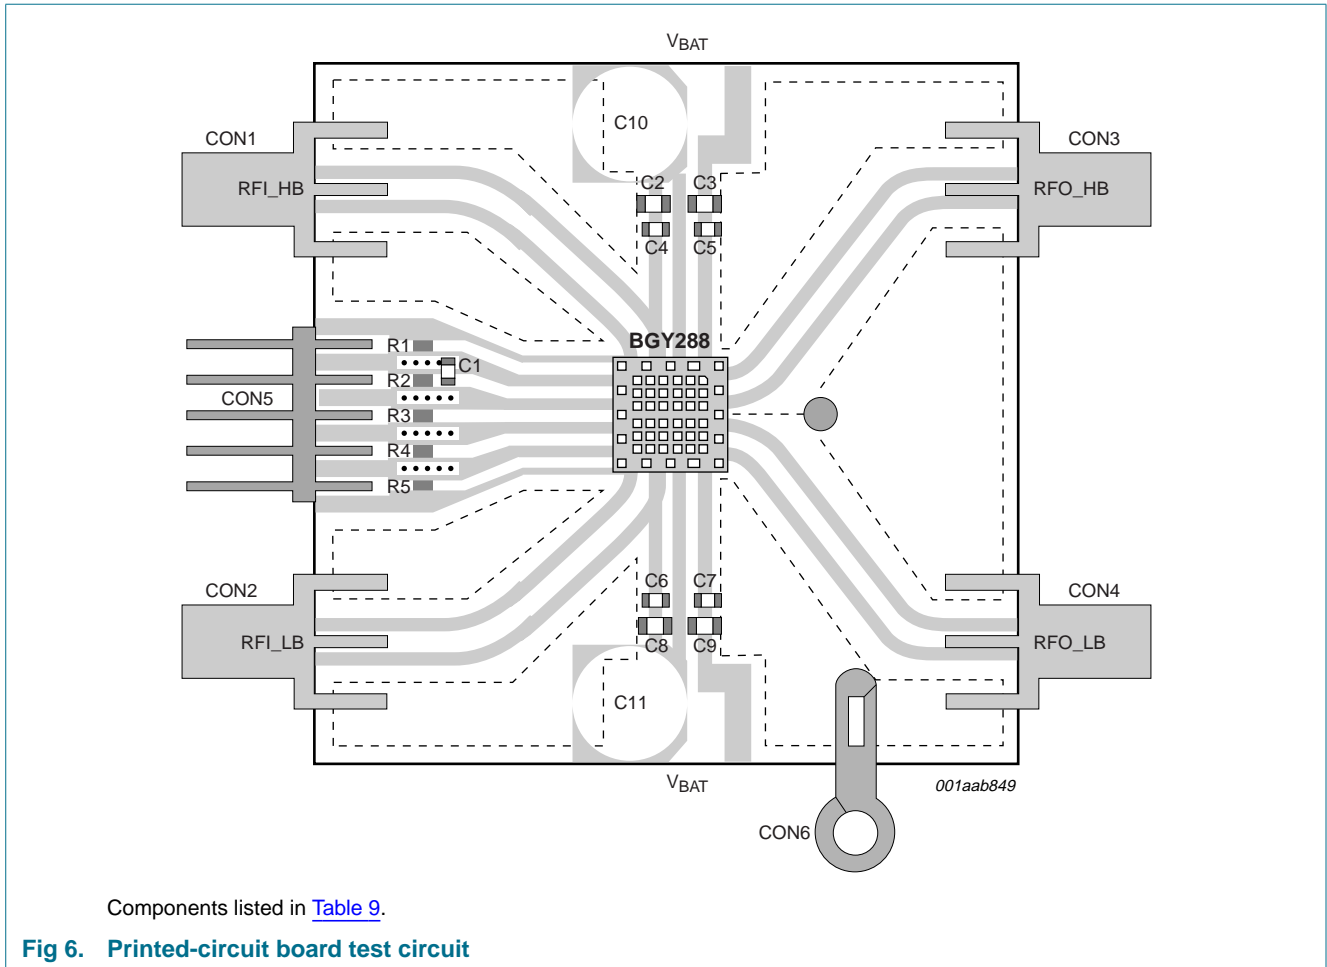 VBAT
C10
CON1
CON3
C2 C3
RFI_HB
RFO_HB
C4 C5
BGY288
R1
C1
R2
CON5
R3
R4
R5
C6 C7
CON2
CON4
RFI_LB
RFO_LB
C8 C9
C11
VBAT
001aab849
CON6
Components listed in Table 9.
Fig 6. Printed-circuit board test circuit